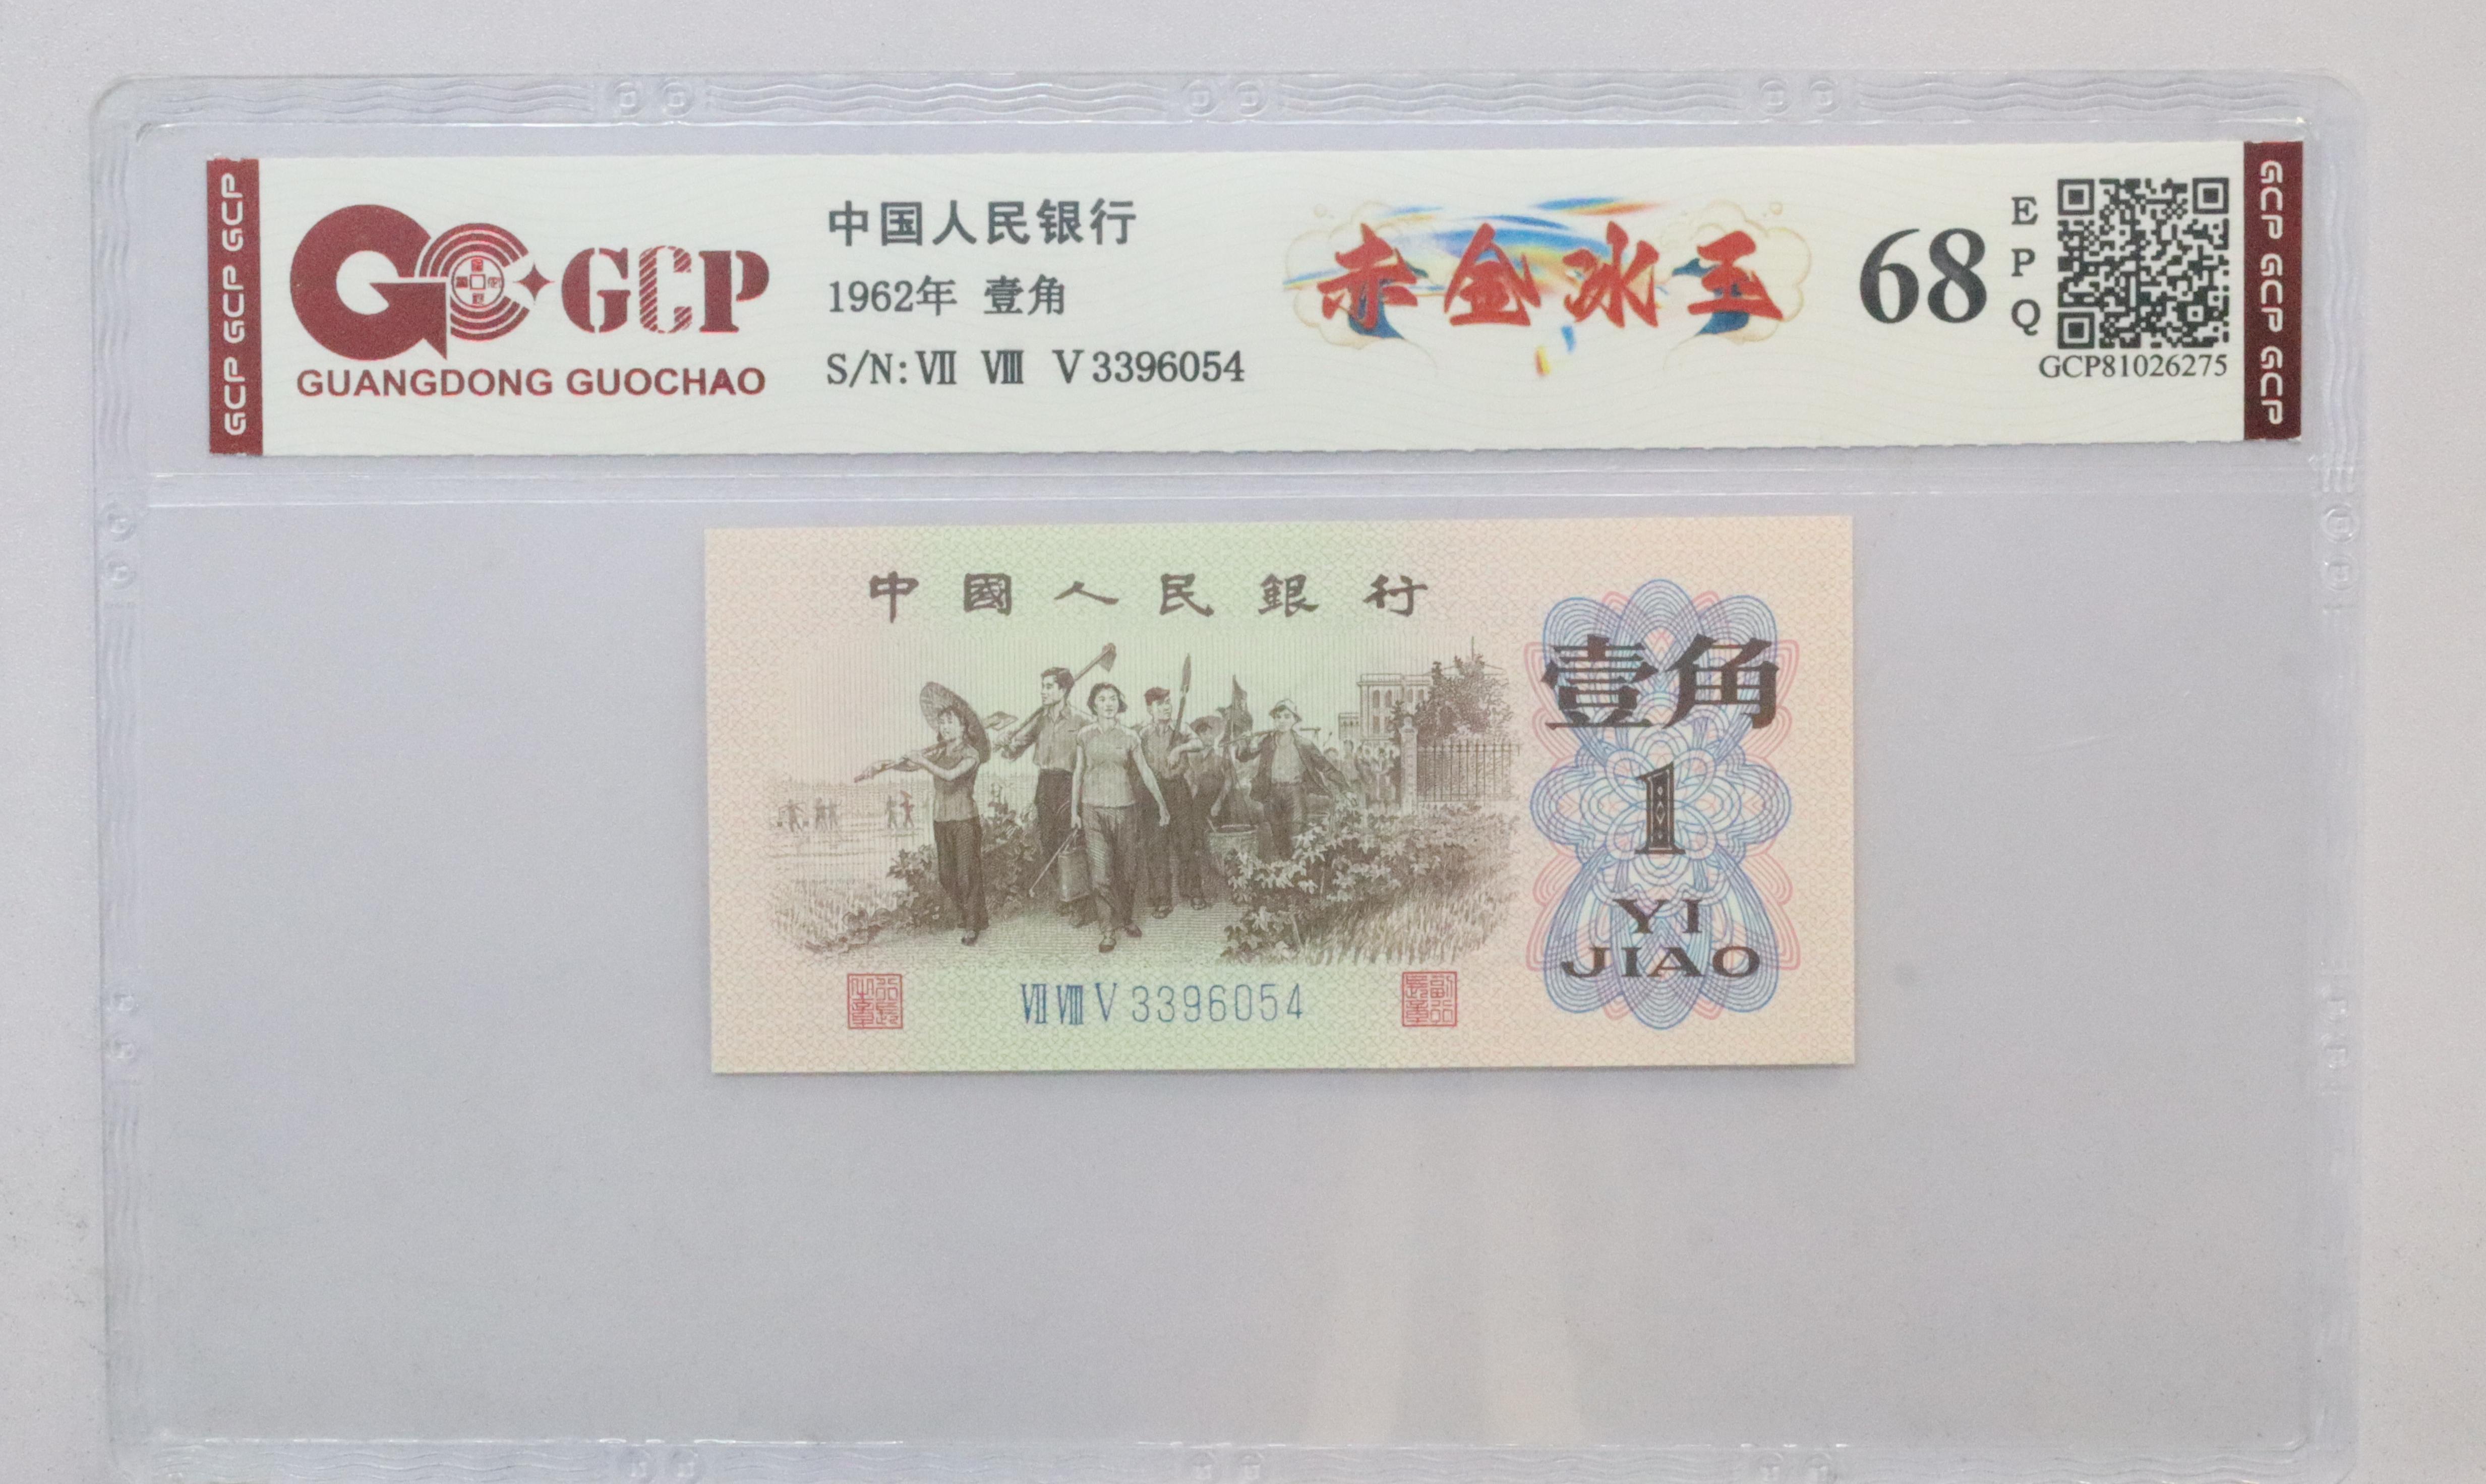 GCP GCP GCP
GCP
GUANGDONG GUOCHAO
中国人民银行
1962年 壹角
S/N: Ⅶ Ⅷ Ⅴ 3396054
赤金冰玉
68
EPQ
GCP81026275
GCP GCP GCP
中國人民銀行
壹角
1
YI
JIAO
ⅦⅧⅤ 3396054